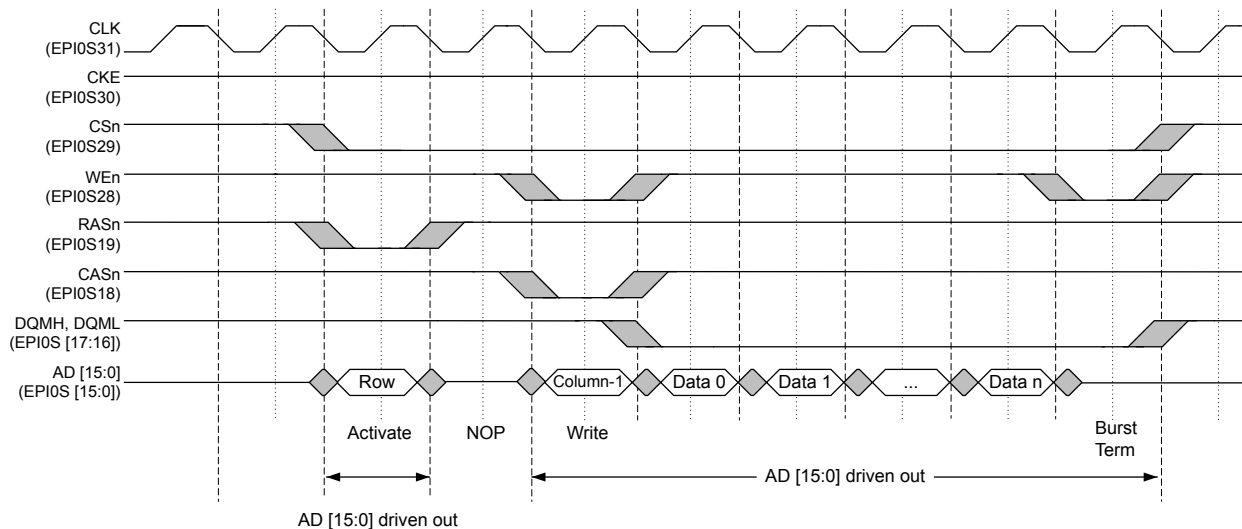 CLK
(EPI0S31)
CKE
(EPI0S30)
CSn
(EPI0S29)
WEn
(EPI0S28)
RASn
(EPI0S19)
CASn
(EPI0S18)
DQMH, DQML
(EPI0S [17:16])
AD [15:0]
(EPI0S [15:0])
Row
Column-1
Data 0
Data 1
...
Data n
Activate
NOP
Write
Burst
Term
AD [15:0] driven out
AD [15:0] driven out